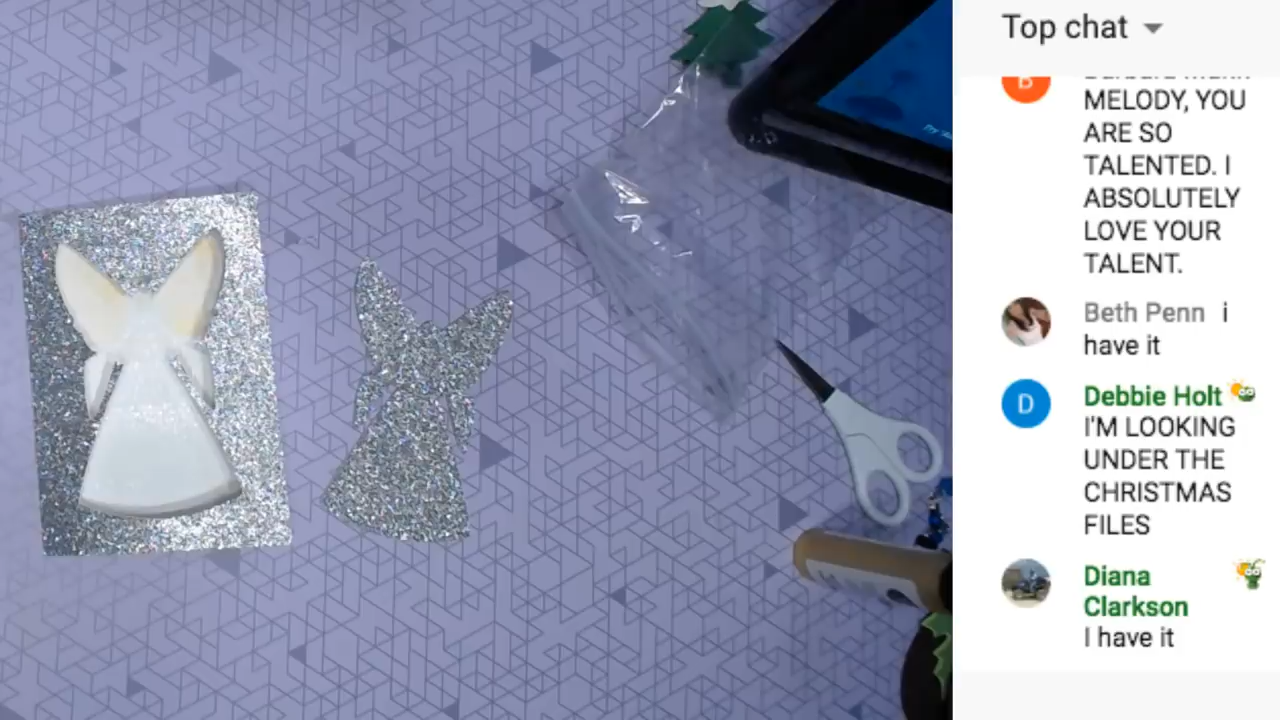 Top chat
MELODY, YOU
ARE SO
TALENTED. I
ABSOLUTELY
LOVE YOUR
TALENT.
Beth Penn i
have it
Debbie Holt
I'M LOOKING
UNDER THE
CHRISTMAS
FILES
Diana
Clarkson
I have it